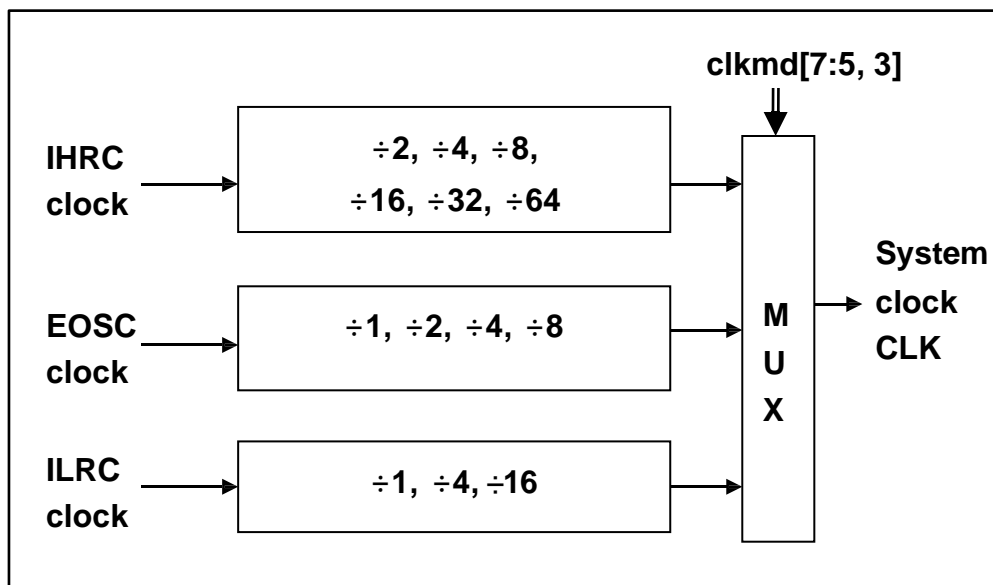 clkmd[7:5, 3]
IHRC
clock
÷2, ÷4, ÷8,
÷16, ÷32, ÷64
EOSC
clock
÷1, ÷2, ÷4, ÷8
ILRC
clock
÷1, ÷4, ÷16
M
U
X
System
clock
CLK